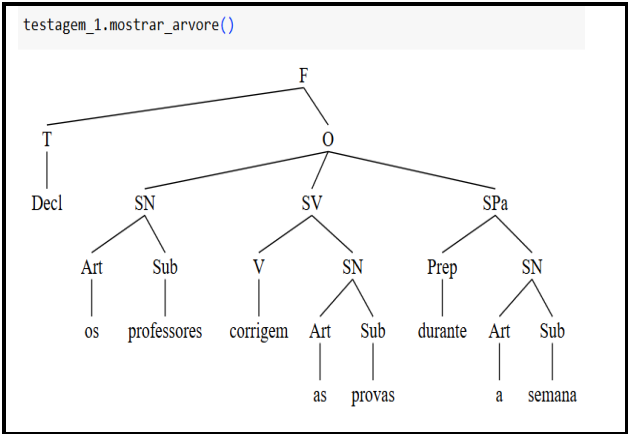 testagem_1.mostrar_arvore()
F
T O
Decl SN SV SPa
Art Sub V SN Prep SN
os professores corrigem Art Sub durante Art Sub
as provas a semana